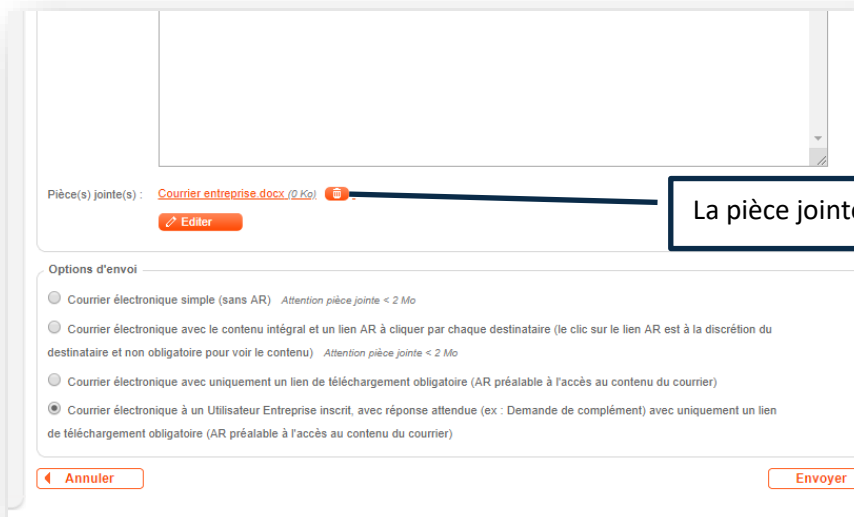 Pièce(s) jointe(s) : Courrier entreprise.docx (0 Ko)
La pièce jointe
Editer
Options d'envoi
Courrier électronique simple (sans AR) Attention pièce jointe < 2 Mo
Courrier électronique avec le contenu intégral et un lien AR à cliquer par chaque destinataire (le clic sur le lien AR est à la discrétion du
destinataire et non obligatoire pour voir le contenu) Attention pièce jointe < 2 Mo
Courrier électronique avec uniquement un lien de téléchargement obligatoire (AR préalable à l'accès au contenu du courrier)
Courrier électronique à un Utilisateur Entreprise inscrit, avec réponse attendue (ex : Demande de complément) avec uniquement un lien
de téléchargement obligatoire (AR préalable à l'accès au contenu du courrier)
Annuler
Envoyer